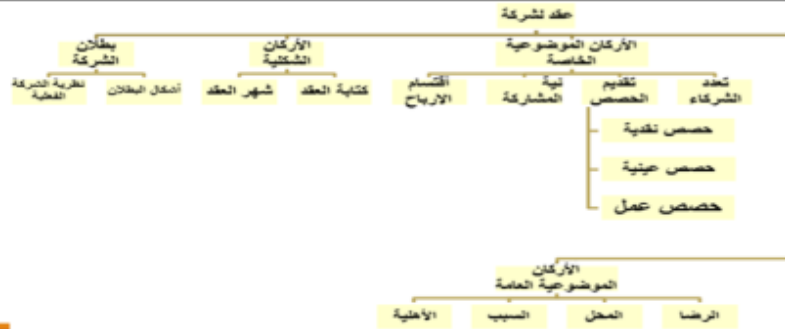 عقد لشركة
الأركان الموضوعية
الخاصة
الأركان
الشكلية
بطلان
الشركة
تعدد
الشركاء
تقديم
الحصص
نية
المشاركة
اقتسام
الارباح
كتابة العقد
شهر العقد
أشكال البطلان
نظرية الشركة
الفعلية
حصص نقدية
حصص عينية
حصص عمل
الأركان
الموضوعية العامة
الرضا
المحل
السبب
الأهلية